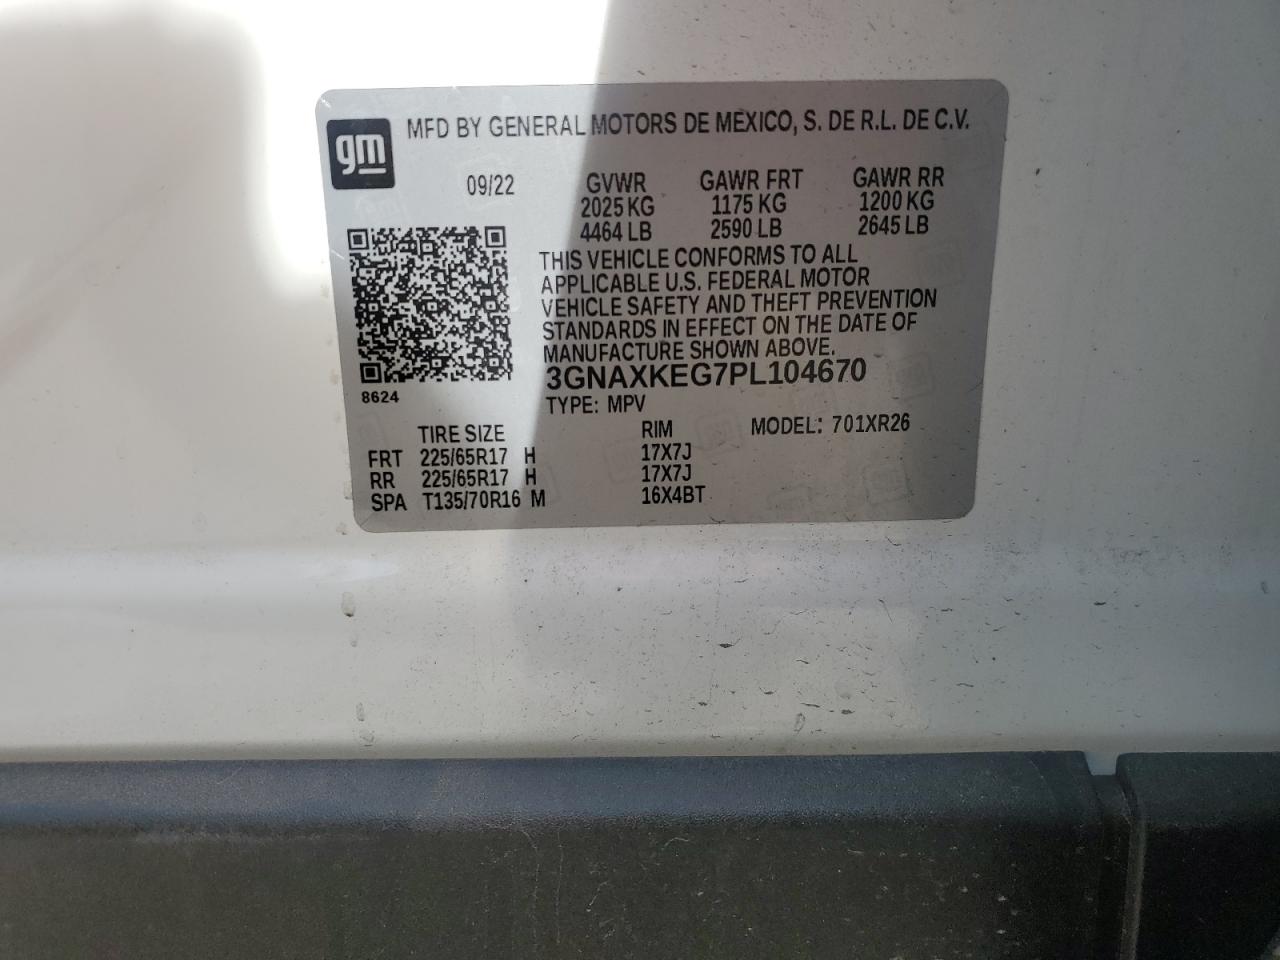 gm
MFD BY GENERAL MOTORS DE MEXICO, S. DE R.L. DE C.V.
09/22 GVWR GAWR FRT GAWR RR
2025 KG 1175 KG 1200 KG
4464 LB 2590 LB 2645 LB
THIS VEHICLE CONFORMS TO ALL
APPLICABLE U.S. FEDERAL MOTOR
VEHICLE SAFETY AND THEFT PREVENTION
STANDARDS IN EFFECT ON THE DATE OF
MANUFACTURE SHOWN ABOVE.
3GNAXKEG7PL104670
8624
TYPE: MPV MODEL: 701XR26
TIRE SIZE RIM
FRT 225/65R17 H 17X7J
RR 225/65R17 H 17X7J
SPA T135/70R16 M 16X4BT